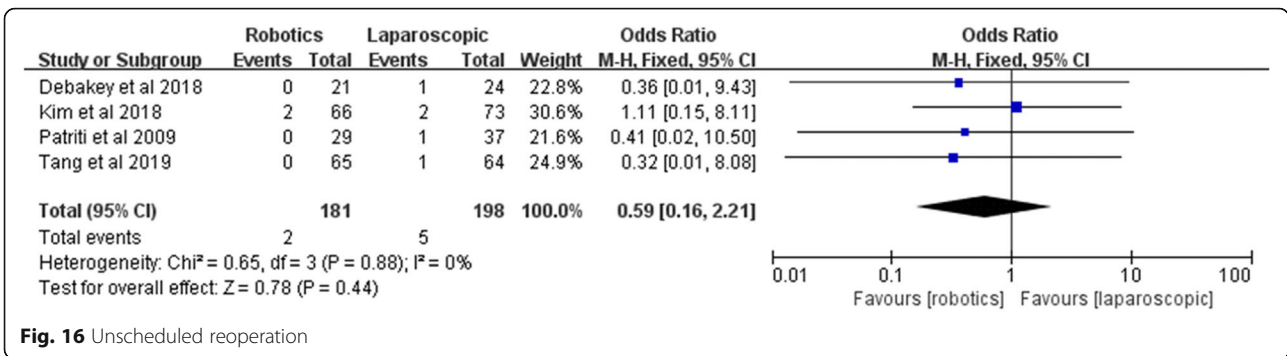 Robotics Laparoscopic Odds Ratio Odds Ratio
Study or Subgroup Events Total Events Total Weight M-H, Fixed, 95% CI M-H, Fixed, 95% CI
Debakey et al 2018 0 21 1 24 22.8% 0.36 [0.01, 9.43]
Kim et al 2018 2 66 2 73 30.6% 1.11 [0.15, 8.11]
Patriti et al 2009 0 29 1 37 21.6% 0.41 [0.02, 10.50]
Tang et al 2019 0 65 1 64 24.9% 0.32 [0.01, 8.08]
Total (95% CI) 181 198 100.0% 0.59 [0.16, 2.21]
Total events 2 5
Heterogeneity: Chi² = 0.65, df = 3 (P = 0.88); I² = 0%
Test for overall effect: Z = 0.78 (P = 0.44)
0.01 0.1 1 10 100
Favours [robotics] Favours [laparoscopic]
Fig. 16 Unscheduled reoperation